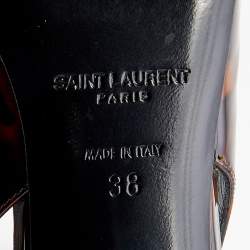 SAINT LAURENT
PARIS
MADE IN ITALY
38